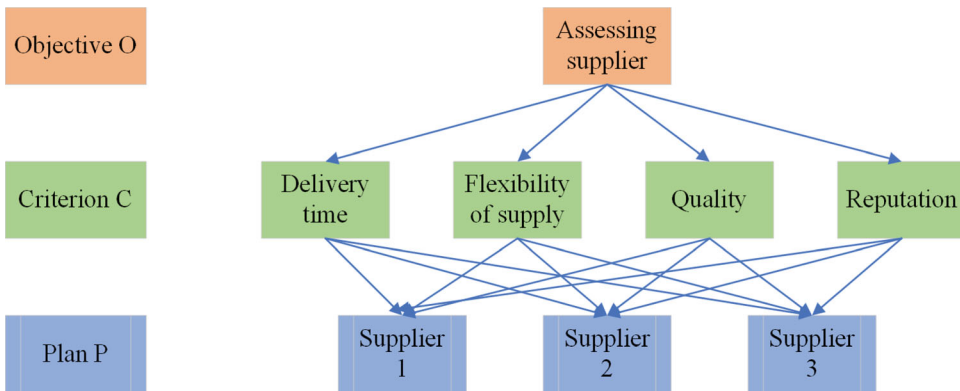 Objective O
Assessing
supplier
Criterion C
Delivery
time
Flexibility
of supply
Quality
Reputation
Plan P
Supplier
1
Supplier
2
Supplier
3